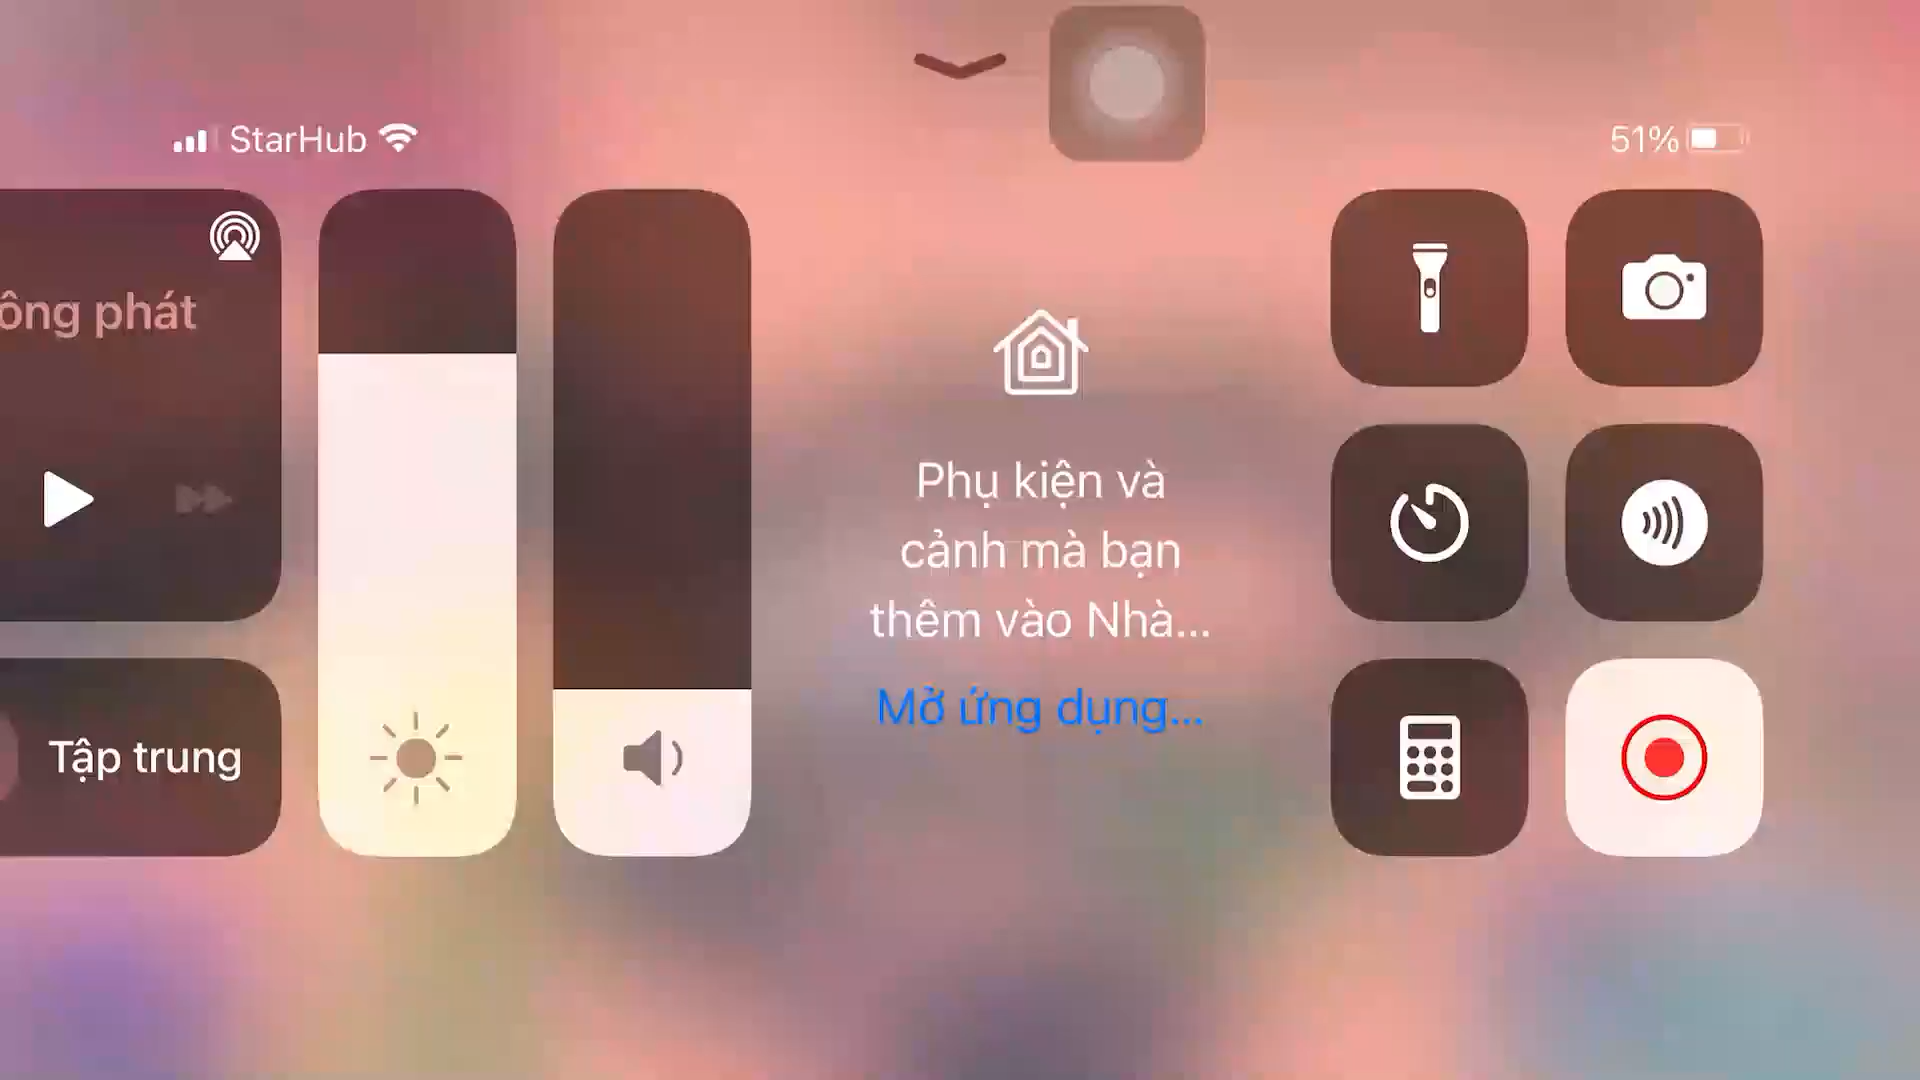 StarHub
51%
ông phát
Phụ kiện và
cảnh mà bạn
thêm vào Nhà...
Mở ứng dụng...
Tập trung